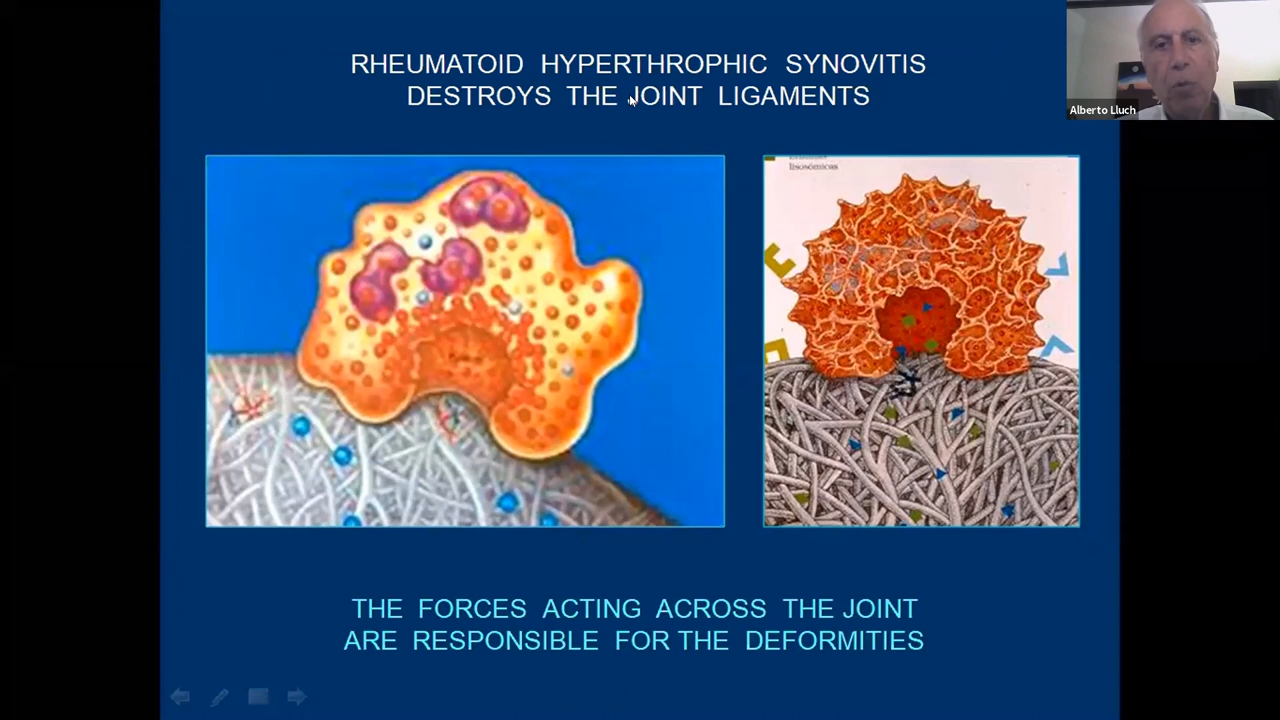 RHEUMATOID HYPERTHROPHIC SYNOVITIS
DESTROYS THE JOINT LIGAMENTS
Alberto Lluch
lisosómicas
THE FORCES ACTING ACROSS THE JOINT
ARE RESPONSIBLE FOR THE DEFORMITIES